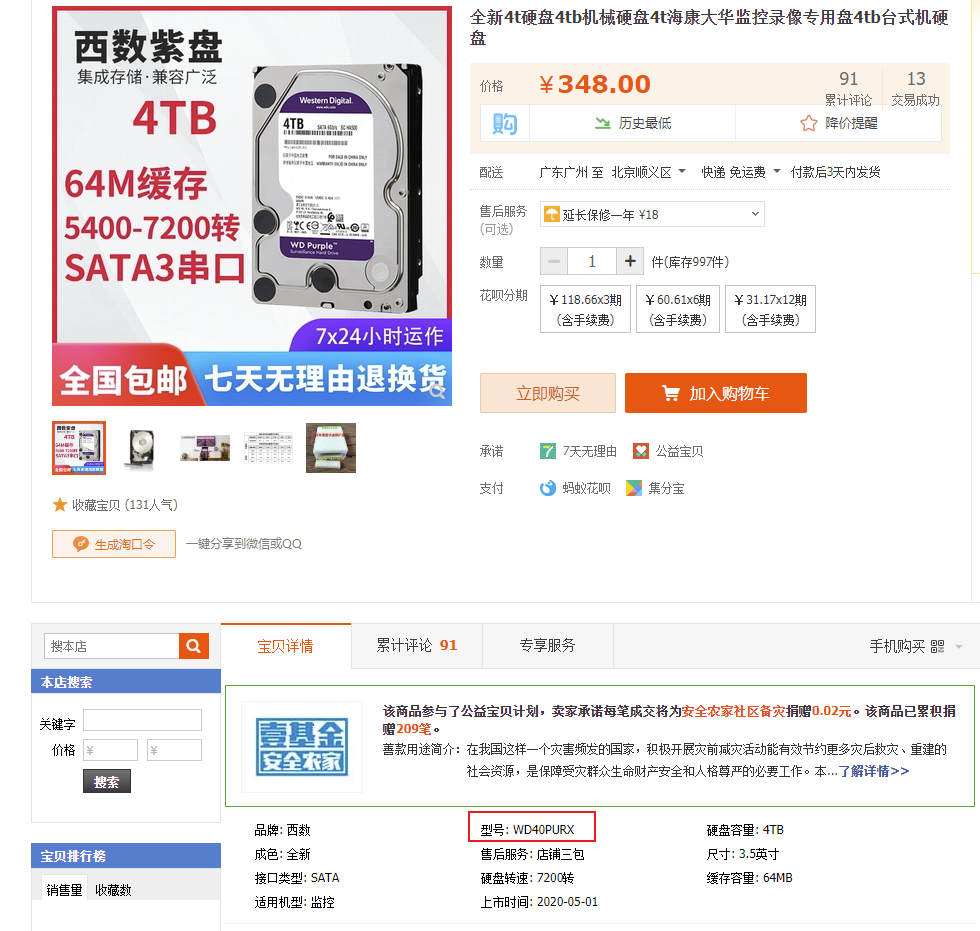 西数紫盘
集成存储·兼容广泛
4TB
64M缓存
5400-7200转
SATA3串口
Western Digital.
4TB
SATA 6Gb/s
WD Purple™
Surveillance Hard Drive
7x24小时运作
全国包邮 七天无理由退换货
收藏宝贝 (131人气)
生成淘口令 一键分享到微信或QQ
全新4t硬盘4tb机械硬盘4t海康大华监控录像专用盘4tb台式机硬
盘
价格 ¥348.00
91 13
累计评论 交易成功
购 历史最低 降价提醒
配送 广东广州 至 北京顺义区 快递 免运费 付款后3天内发货
售后服务 延长保修一年 ¥18
(可选)
数量 − 1 + 件(库存997件)
花呗分期 ¥118.66x3期 ¥60.61x6期 ¥31.17x12期
(含手续费) (含手续费) (含手续费)
立即购买 加入购物车
承诺 7天无理由 公益宝贝
支付 蚂蚁花呗 集分宝
搜本店
本店搜索
关键字
价格 ¥ ¥
搜索
宝贝排行榜
销售量 收藏数
宝贝详情 累计评论 91 专享服务 手机购买
壹基金
安全农家
该商品参与了公益宝贝计划，卖家承诺每笔成交将为安全农家社区备灾捐赠0.02元。该商品已累积捐
赠209笔。
善款用途简介：在我国这样一个灾害频发的国家，积极开展灾前减灾活动能有效节约更多灾后救灾、重建的
社会资源，是保障受灾群众生命财产安全和人格尊严的必要工作。本...了解详情>>
品牌: 西数 型号: WD40PURX 硬盘容量: 4TB
成色: 全新 售后服务: 店铺三包 尺寸: 3.5英寸
接口类型: SATA 硬盘转速: 7200转 缓存容量: 64MB
适用机型: 监控 上市时间: 2020-05-01